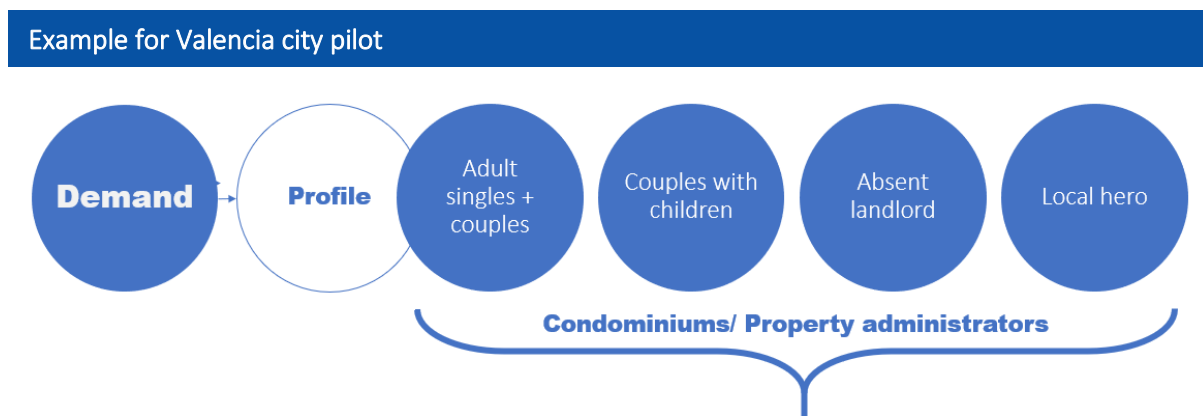 Example for Valencia city pilot
Demand
Profile
Adult
singles +
couples
Couples with
children
Absent
landlord
Local hero
Condominiums/ Property administrators